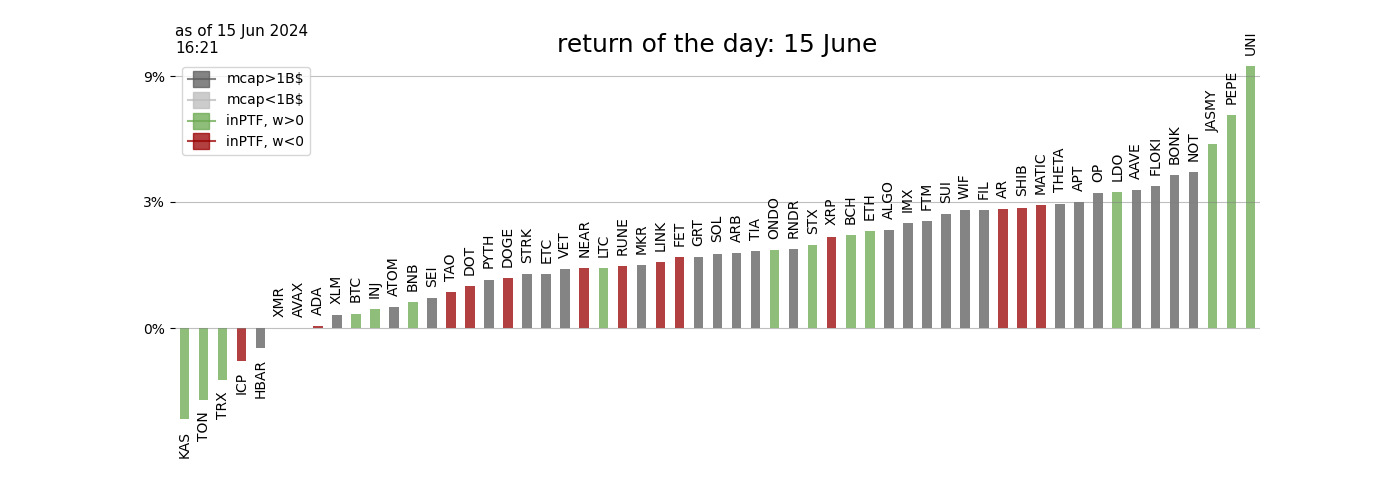 as of 15 Jun 2024
16:21
return of the day: 15 June
9%
3%
0%
mcap>1B$
mcap<1B$
inPTF, w>0
inPTF, w<0
KAS
TON
TRX
ICP
HBAR
XMR
AVAX
ADA
XLM
BTC
INJ
ATOM
BNB
SEI
TAO
DOT
PYTH
DOGE
STRK
ETC
VET
NEAR
LTC
RUNE
MKR
LINK
FET
GRT
SOL
ARB
TIA
ONDO
RNDR
STX
XRP
BCH
ETH
ALGO
IMX
FTM
SUI
WIF
FIL
AR
SHIB
MATIC
THETA
APT
OP
LDO
AAVE
FLOKI
BONK
NOT
JASMY
PEPE
UNI